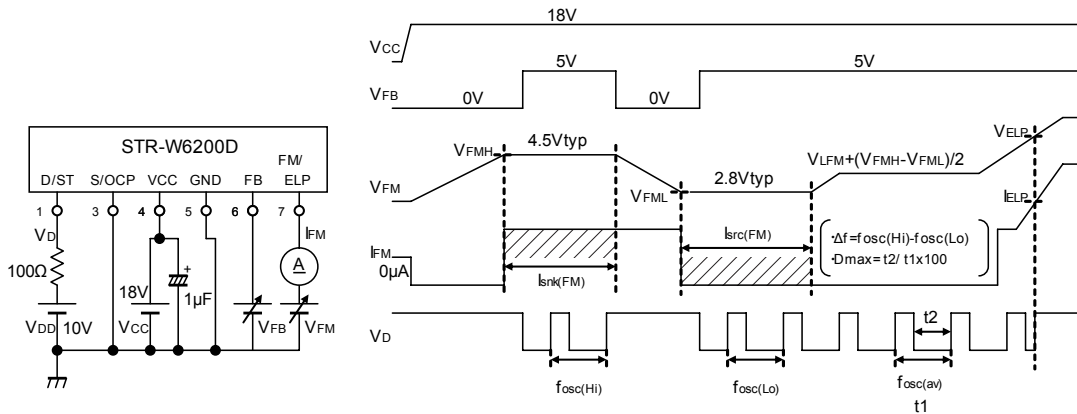 STR-W6200D
FM/
D/ST S/OCP VCC GND FB ELP
1 3 4 5 6 7
VD
IFM
100Ω
A
+
18V
1µF
VDD 10V
VCC
VFB
VFM
18V
VCC
5V
5V
VFB
0V
0V
VELP
VFMH
4.5Vtyp
VLFM+(VFMH-VFML)/2
VFM
VFML
2.8Vtyp
IELP
Isrc(FM)
IFM
0µA
Isnk(FM)
·Δf=fosc(Hi)-fosc(Lo)
·Dmax= t2/ t1x100
VD
t2
fosc(Hi)
fosc(Lo)
fosc(av)
t1